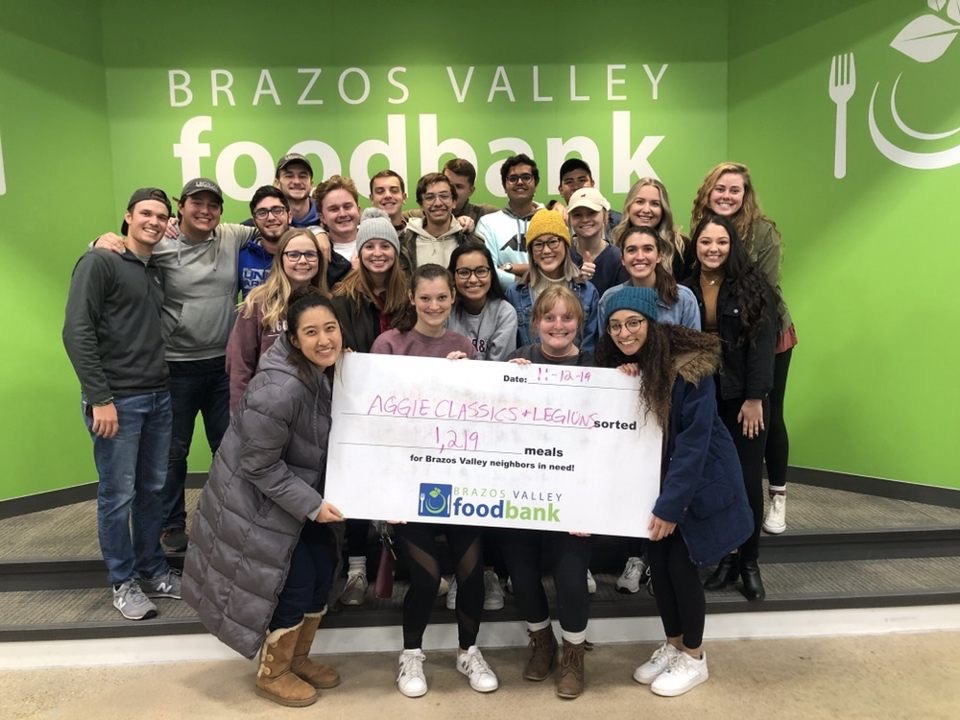 BRAZOS VALLEY
foodbank
Date: 11-12-19
AGGIE CLASSICS + LEGIONS sorted
1,219 meals
for Brazos Valley neighbors in need!
BRAZOS VALLEY
foodbank